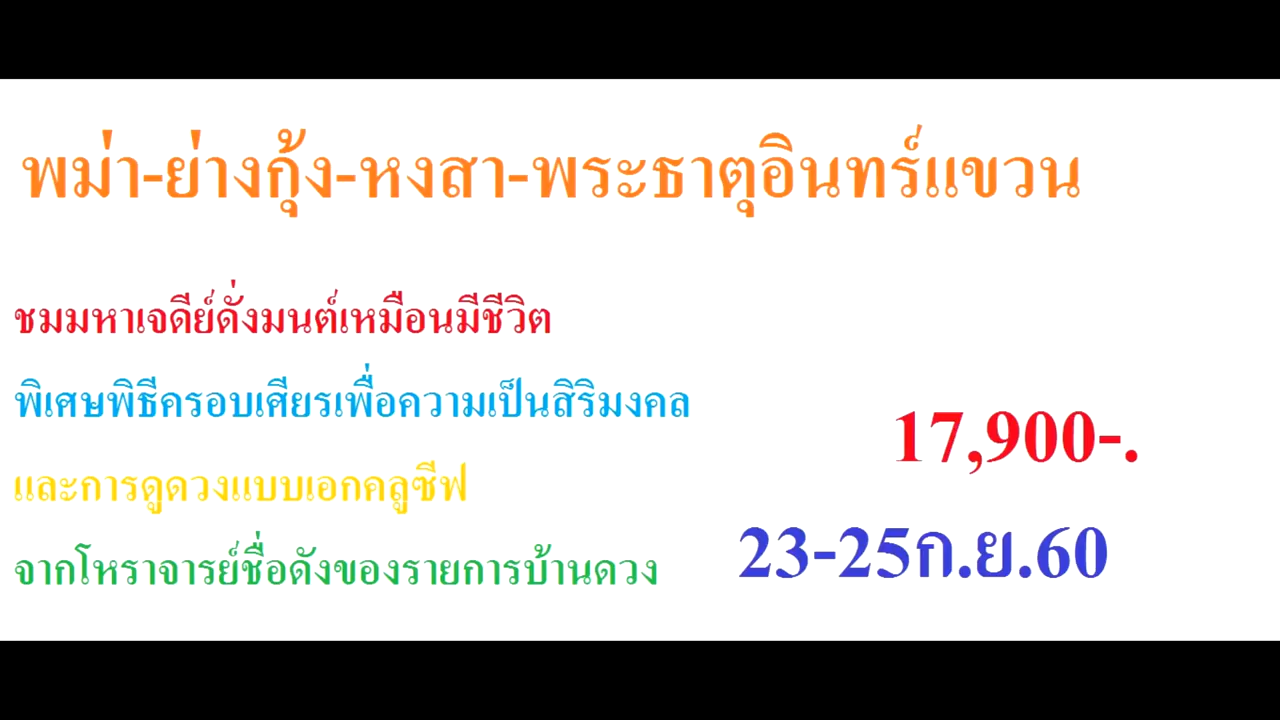 พม่า-ย่างกุ้ง-หงสา-พระธาตุอินทร์แขวน
ชมมหาเจดีย์ดั่งมนต์เหมือนมีชีวิต
พิเศษพิธีครอบเศียรเพื่อความเป็นสิริมงคล
และการดูดวงแบบเอกคลูซีฟ
จากโหราจารย์ชื่อดังของรายการบ้านดวง
17,900-.
23-25ก.ย.60